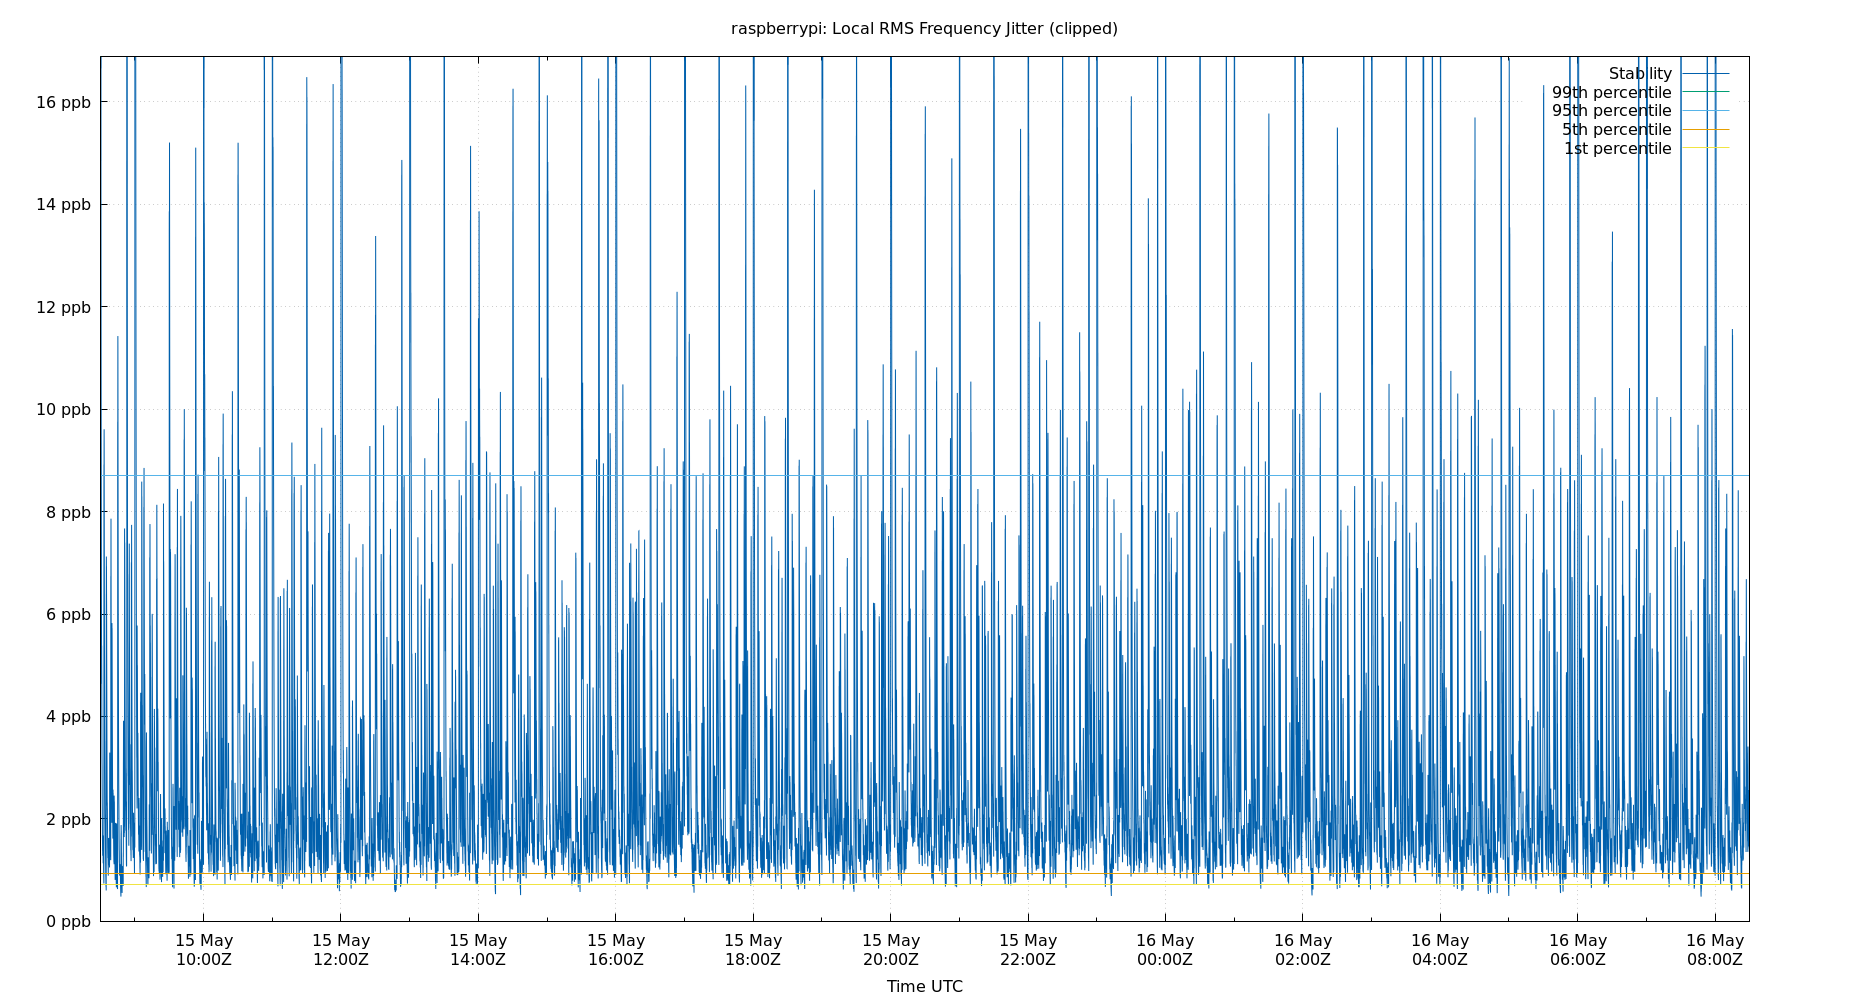 raspberrypi: Local RMS Frequency Jitter (clipped)
Stability
99th percentile
95th percentile
5th percentile
1st percentile
16 ppb
14 ppb
12 ppb
10 ppb
8 ppb
6 ppb
4 ppb
2 ppb
0 ppb
15 May 15 May 15 May 15 May 15 May 15 May 15 May 16 May 16 May 16 May 16 May 16 May
10:00Z 12:00Z 14:00Z 16:00Z 18:00Z 20:00Z 22:00Z 00:00Z 02:00Z 04:00Z 06:00Z 08:00Z
Time UTC